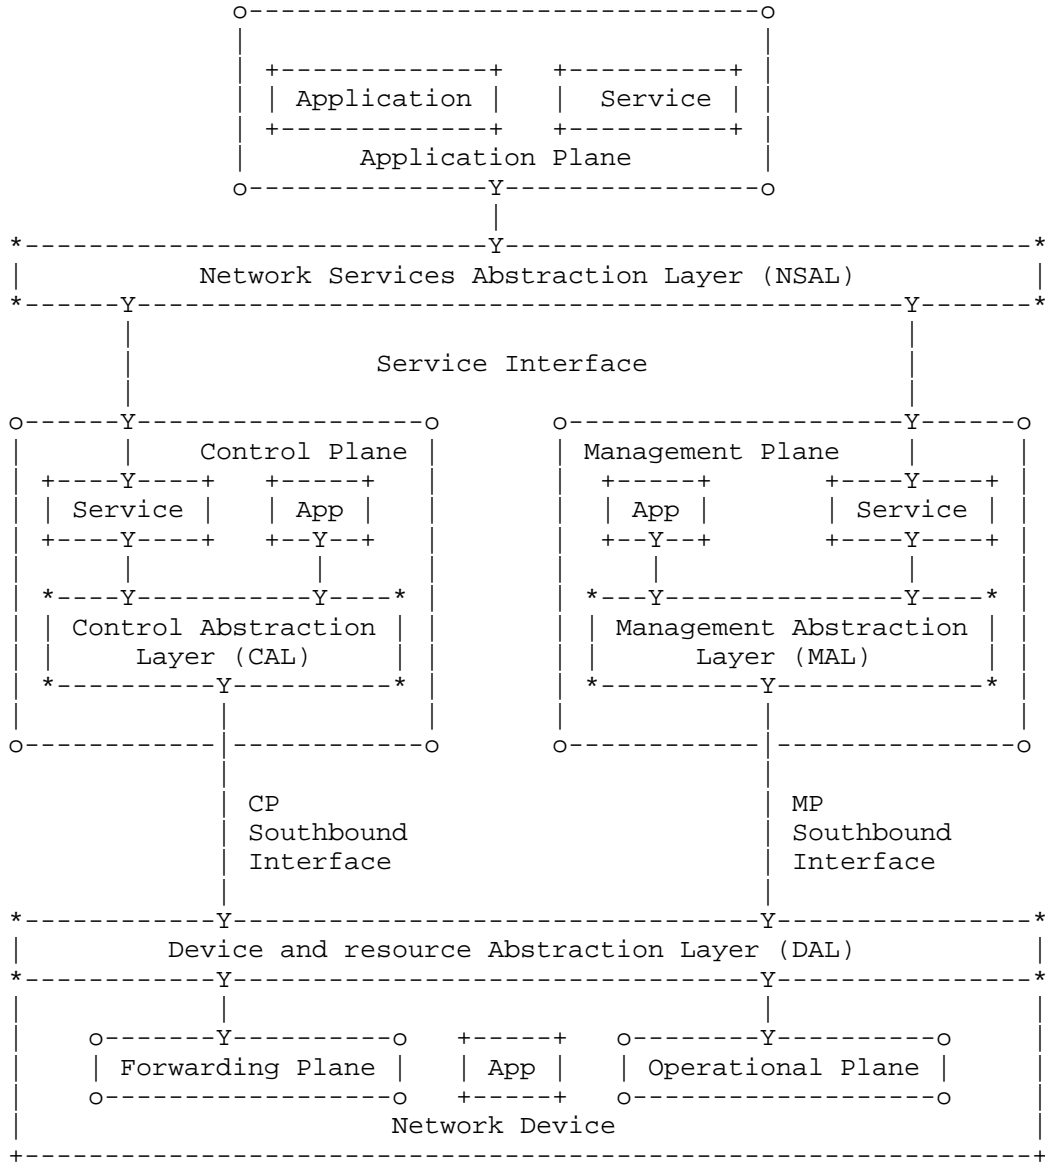 Application Service
Application Plane
Y
Y
Network Services Abstraction Layer (NSAL)
Y Y
Service Interface
Y Y
Control Plane Management Plane
Y Y
Service App App Service
Y Y Y Y
Y Y Y Y
Control Abstraction Management Abstraction
Layer (CAL) Layer (MAL)
Y Y
CP MP
Southbound Southbound
Interface Interface
Y Y
Device and resource Abstraction Layer (DAL)
Y Y
Y Y
Forwarding Plane App Operational Plane
Network Device